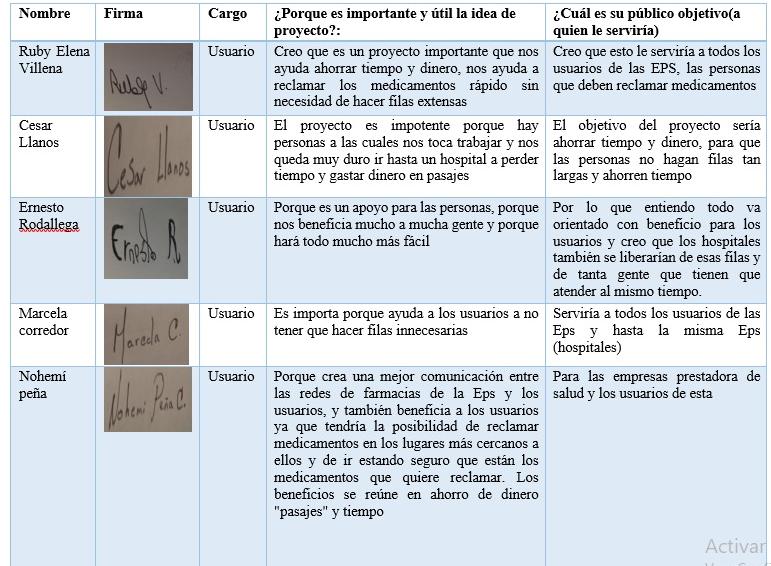 Nombre Firma Cargo ¿Porque es importante y útil la idea de ¿Cuál es su público objetivo(a
proyecto?: quien le serviría)
Ruby Elena Usuario Creo que es un proyecto importante que nos Creo que esto le serviría a todos los
Villena ayuda ahorrar tiempo y dinero, nos ayuda a usuarios de las EPS, las personas
reclamar los medicamentos rápido sin que deben reclamar medicamentos
necesidad de hacer filas extensas
Cesar Usuario El proyecto es impotente porque hay El objetivo del proyecto sería
Llanos personas a las cuales nos toca trabajar y nos ahorrar tiempo y dinero, para que
queda muy duro ir hasta un hospital a perder las personas no hagan filas tan
tiempo y gastar dinero en pasajes largas y ahorren tiempo
Cesar Llanos
Ernesto Usuario Porque es un apoyo para las personas, porque Por lo que entiendo todo va
Rodallega nos beneficia mucho a mucha gente y porque orientado con beneficio para los
hará todo mucho más fácil usuarios y creo que los hospitales
Ernesto R. también se liberarían de esas filas y
de tanta gente que tienen que
atender al mismo tiempo.
Marcela Usuario Es importa porque ayuda a los usuarios a no Serviría a todos los usuarios de las
corredor tener que hacer filas innecesarias Eps y hasta la misma Eps
Marcela C. (hospitales)
Nohemí Usuario Porque crea una mejor comunicación entre Para las empresas prestadora de
peña las redes de farmacias de la Eps y los salud y los usuarios de esta
Nohemi Peña C. usuarios, y también beneficia a los usuarios
ya que tendría la posibilidad de reclamar
medicamentos en los lugares más cercanos a
ellos y de ir estando seguro que están los
medicamentos que quiere reclamar. Los
beneficios se reúne en ahorro de dinero
"pasajes" y tiempo
Activar